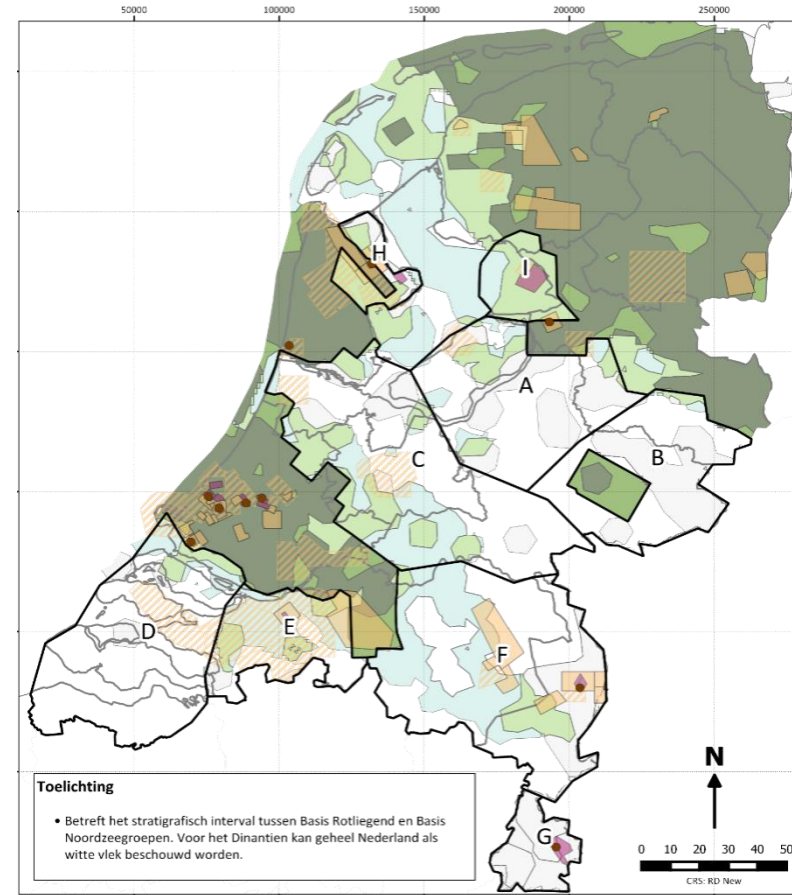 50000 100000 150000 200000 250000
H
I
A
B
C
D
E
F
N
Toelichting
• Betreft het stratigrafisch interval tussen Basis Rotliegend en Basis
Noordzeegroepen. Voor het Dinantien kan geheel Nederland als
witte vlek beschouwd worden.
G
0 10 20 30 40 50
CRS: RD New